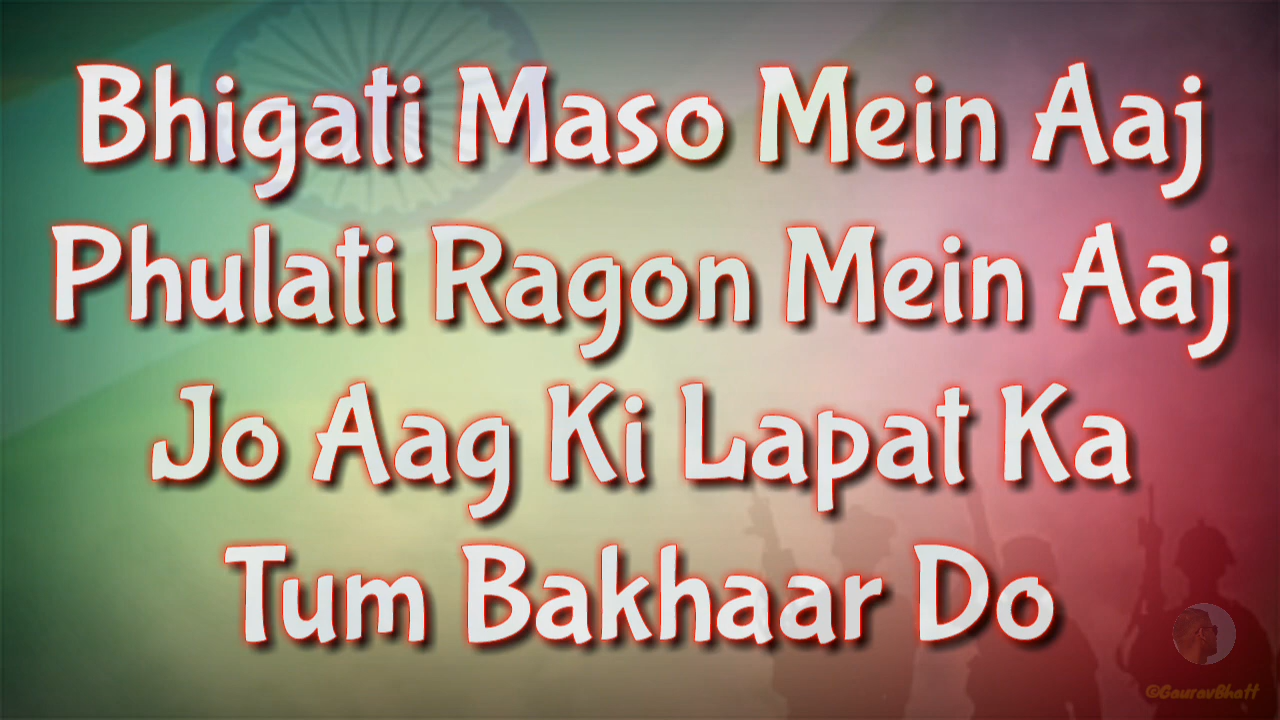 Bhigati Maso Mein Aaj
Phulati Ragon Mein Aaj
Jo Aag Ki Lapat Ka
Tum Bakhaar Do
©GauravBhatt